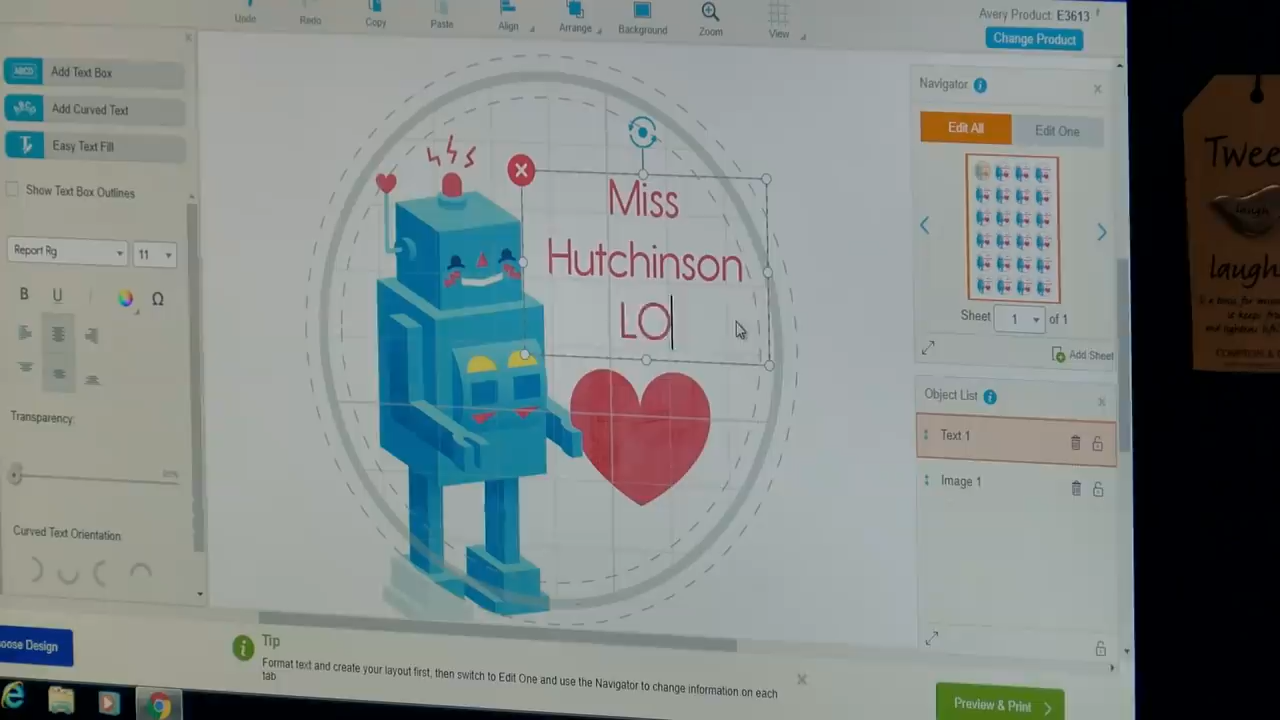 Undo
Redo
Copy
Paste
Align
Arrange
Background
Zoom
View
Avery Product: E3613
Change Product
ABCD
Add Text Box
Add Curved Text
Easy Text Fill
Show Text Box Outlines
Report Rg
11
B U Ω
Transparency:
Curved Text Orientation:
Miss
Hutchinson
LO
Navigator
Edit All
Edit One
Sheet 1 of 1
Add Sheet
Object List
Text 1
Image 1
oose Design
Tip
Format text and create your layout first, then switch to Edit One and use the Navigator to change information on each
tab
Preview & Print
Twee
laugh
laugh